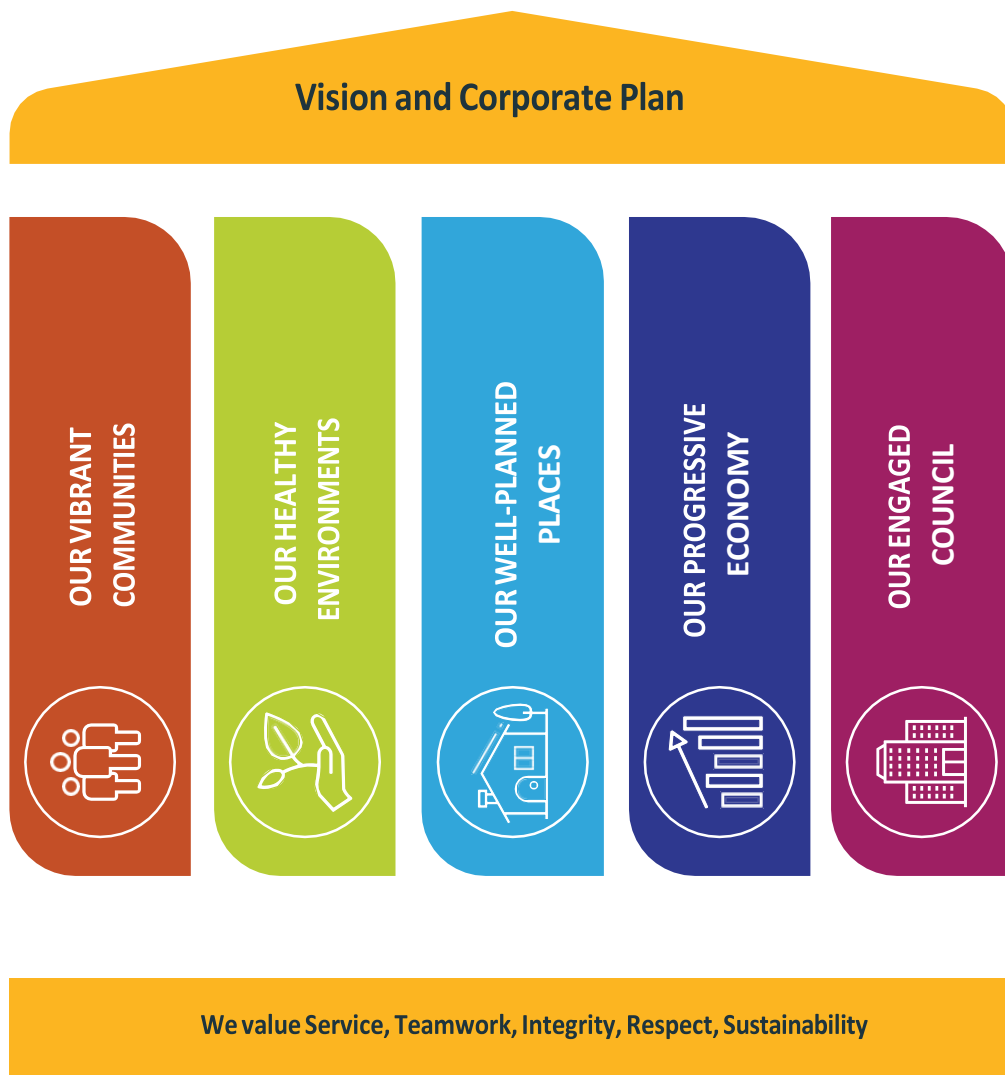 Vision and Corporate Plan
OUR VIBRANT
COMMUNITIES
OUR HEALTHY
ENVIRONMENTS
OUR WELL-PLANNED
PLACES
OUR PROGRESSIVE
ECONOMY
OUR ENGAGED
COUNCIL
We value Service, Teamwork, Integrity, Respect, Sustainability